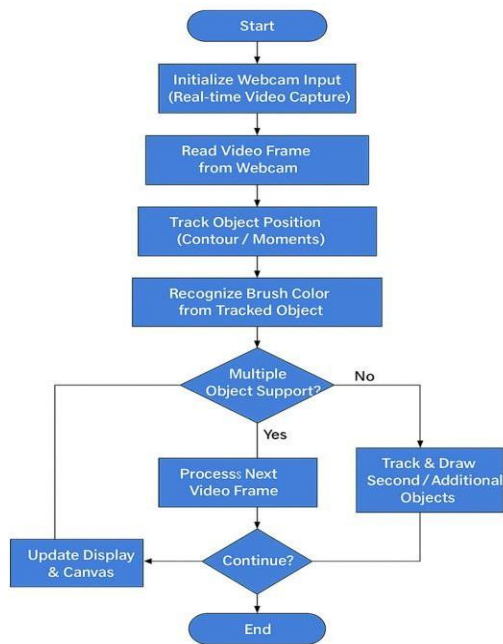 Start
Initialize Webcam Input
(Real-time Video Capture)
Read Video Frame
from Webcam
Track Object Position
(Contour / Moments)
Recognize Brush Color
from Tracked Object
Multiple
Object Support?
No
Yes
Processs Next
Video Frame
Track & Draw
Second / Additional
Objects
Update Display
& Canvas
Continue?
End